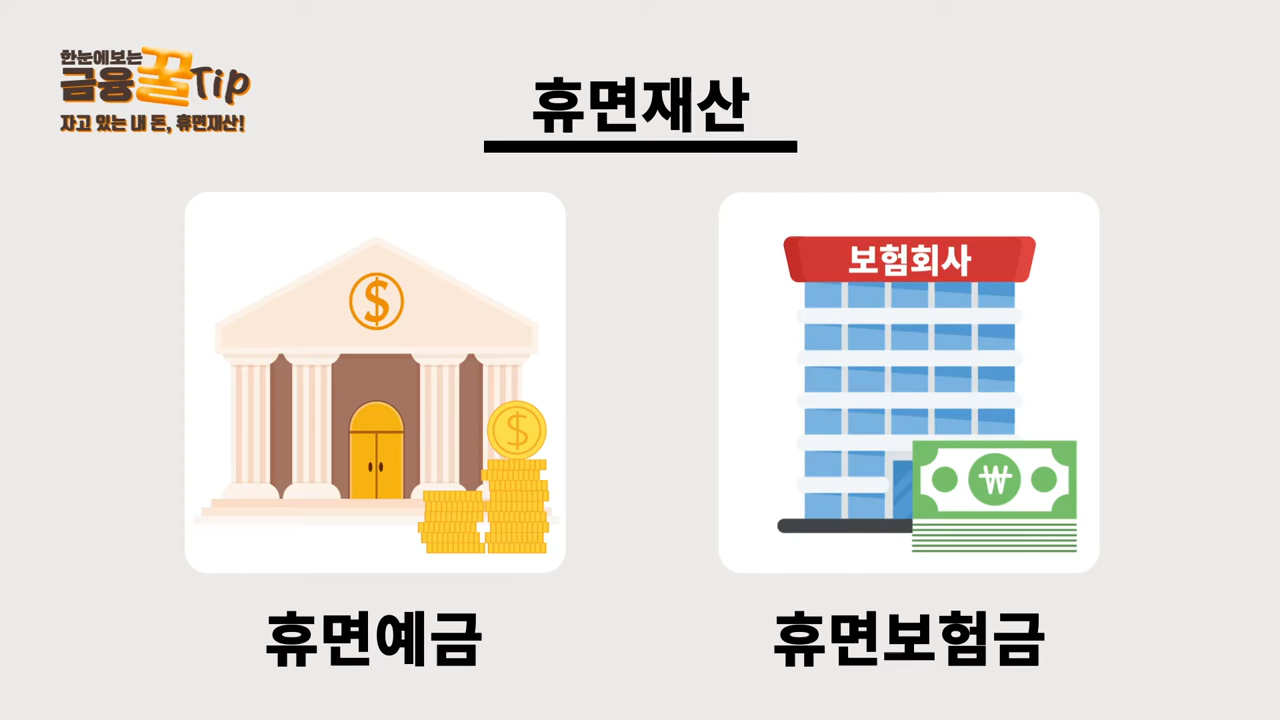 한눈에보는
금융꿀Tip
자고 있는 내 돈, 휴면재산!
휴면재산
$
$
보험회사
₩
휴면예금
휴면보험금